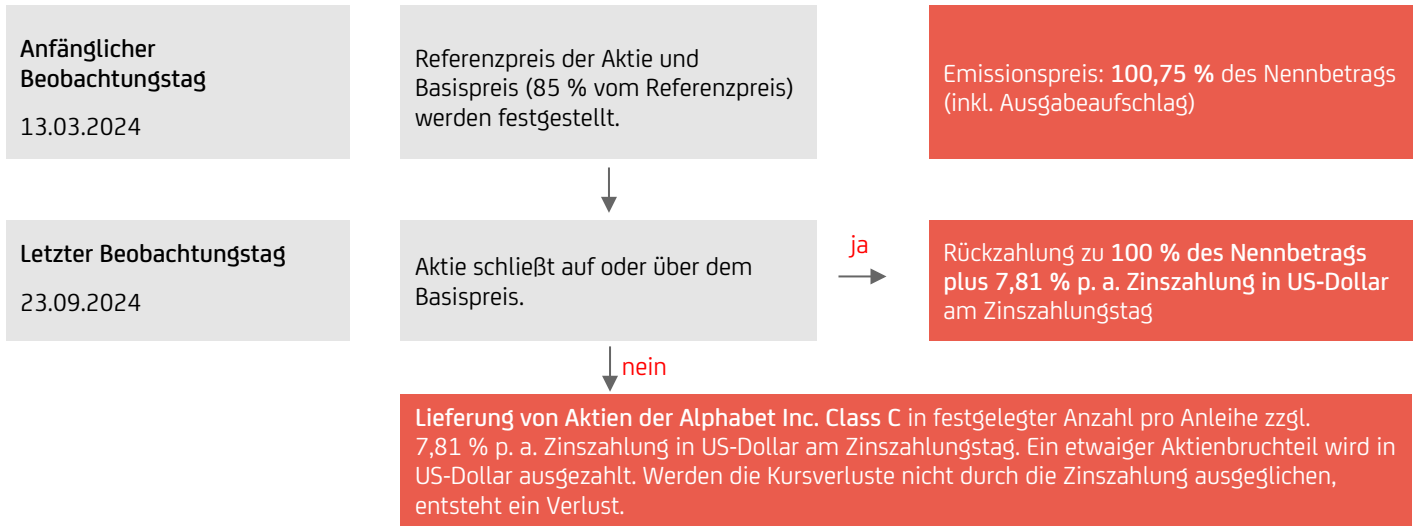 Anfänglicher
Beobachtungstag
13.03.2024
Referenzpreis der Aktie und
Basispreis (85 % vom Referenzpreis)
werden festgestellt.
Emissionspreis: 100,75 % des Nennbetrags
(inkl. Ausgabeaufschlag)
Letzter Beobachtungstag
23.09.2024
Aktie schließt auf oder über dem
Basispreis.
ja
Rückzahlung zu 100 % des Nennbetrags
plus 7,81 % p. a. Zinszahlung in US-Dollar
am Zinszahlungstag
nein
Lieferung von Aktien der Alphabet Inc. Class C in festgelegter Anzahl pro Anleihe zzgl.
7,81 % p. a. Zinszahlung in US-Dollar am Zinszahlungstag. Ein etwaiger Aktienbruchteil wird in
US-Dollar ausgezahlt. Werden die Kursverluste nicht durch die Zinszahlung ausgeglichen,
entsteht ein Verlust.